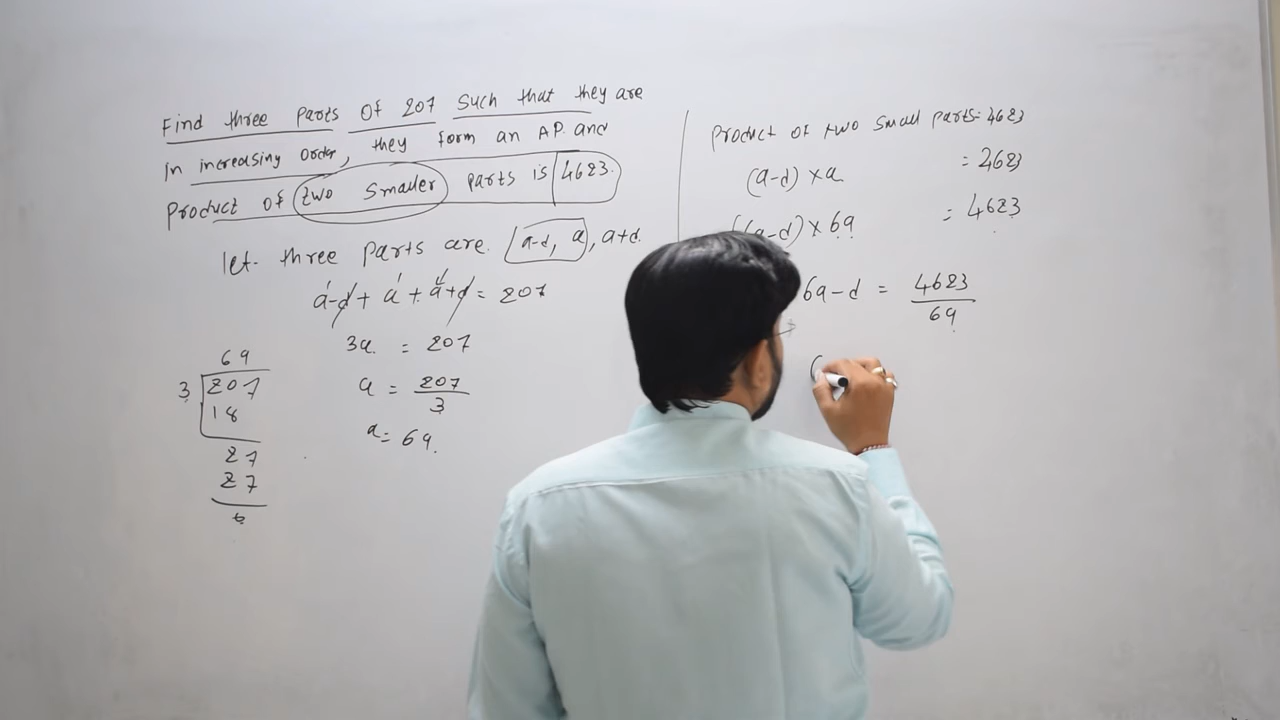 Find three parts of 207 such that they are
in increasing order, they form an AP. and
Product of two smaller parts is 4623.
let three parts are. a-d, a, a+d.
a-d + a + a+d = 207
3a. = 207
a = 207
3
a = 69.
69
3 207
18
27
27
0
Product of two small parts = 4623
(a-d) x a = 4623
(a-d) x 69 = 4623
69-d = 4623
69